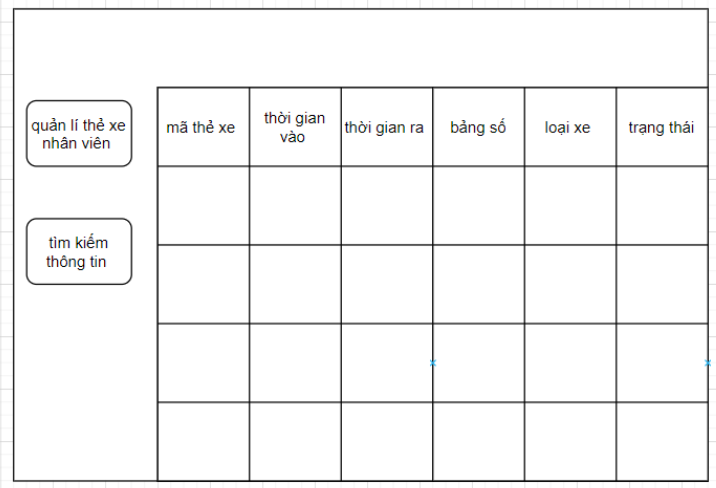 quản lí thẻ xe
nhân viên
tìm kiếm
thông tin
mã thẻ xe
thời gian
vào
thời gian ra
bảng số
loại xe
trạng thái